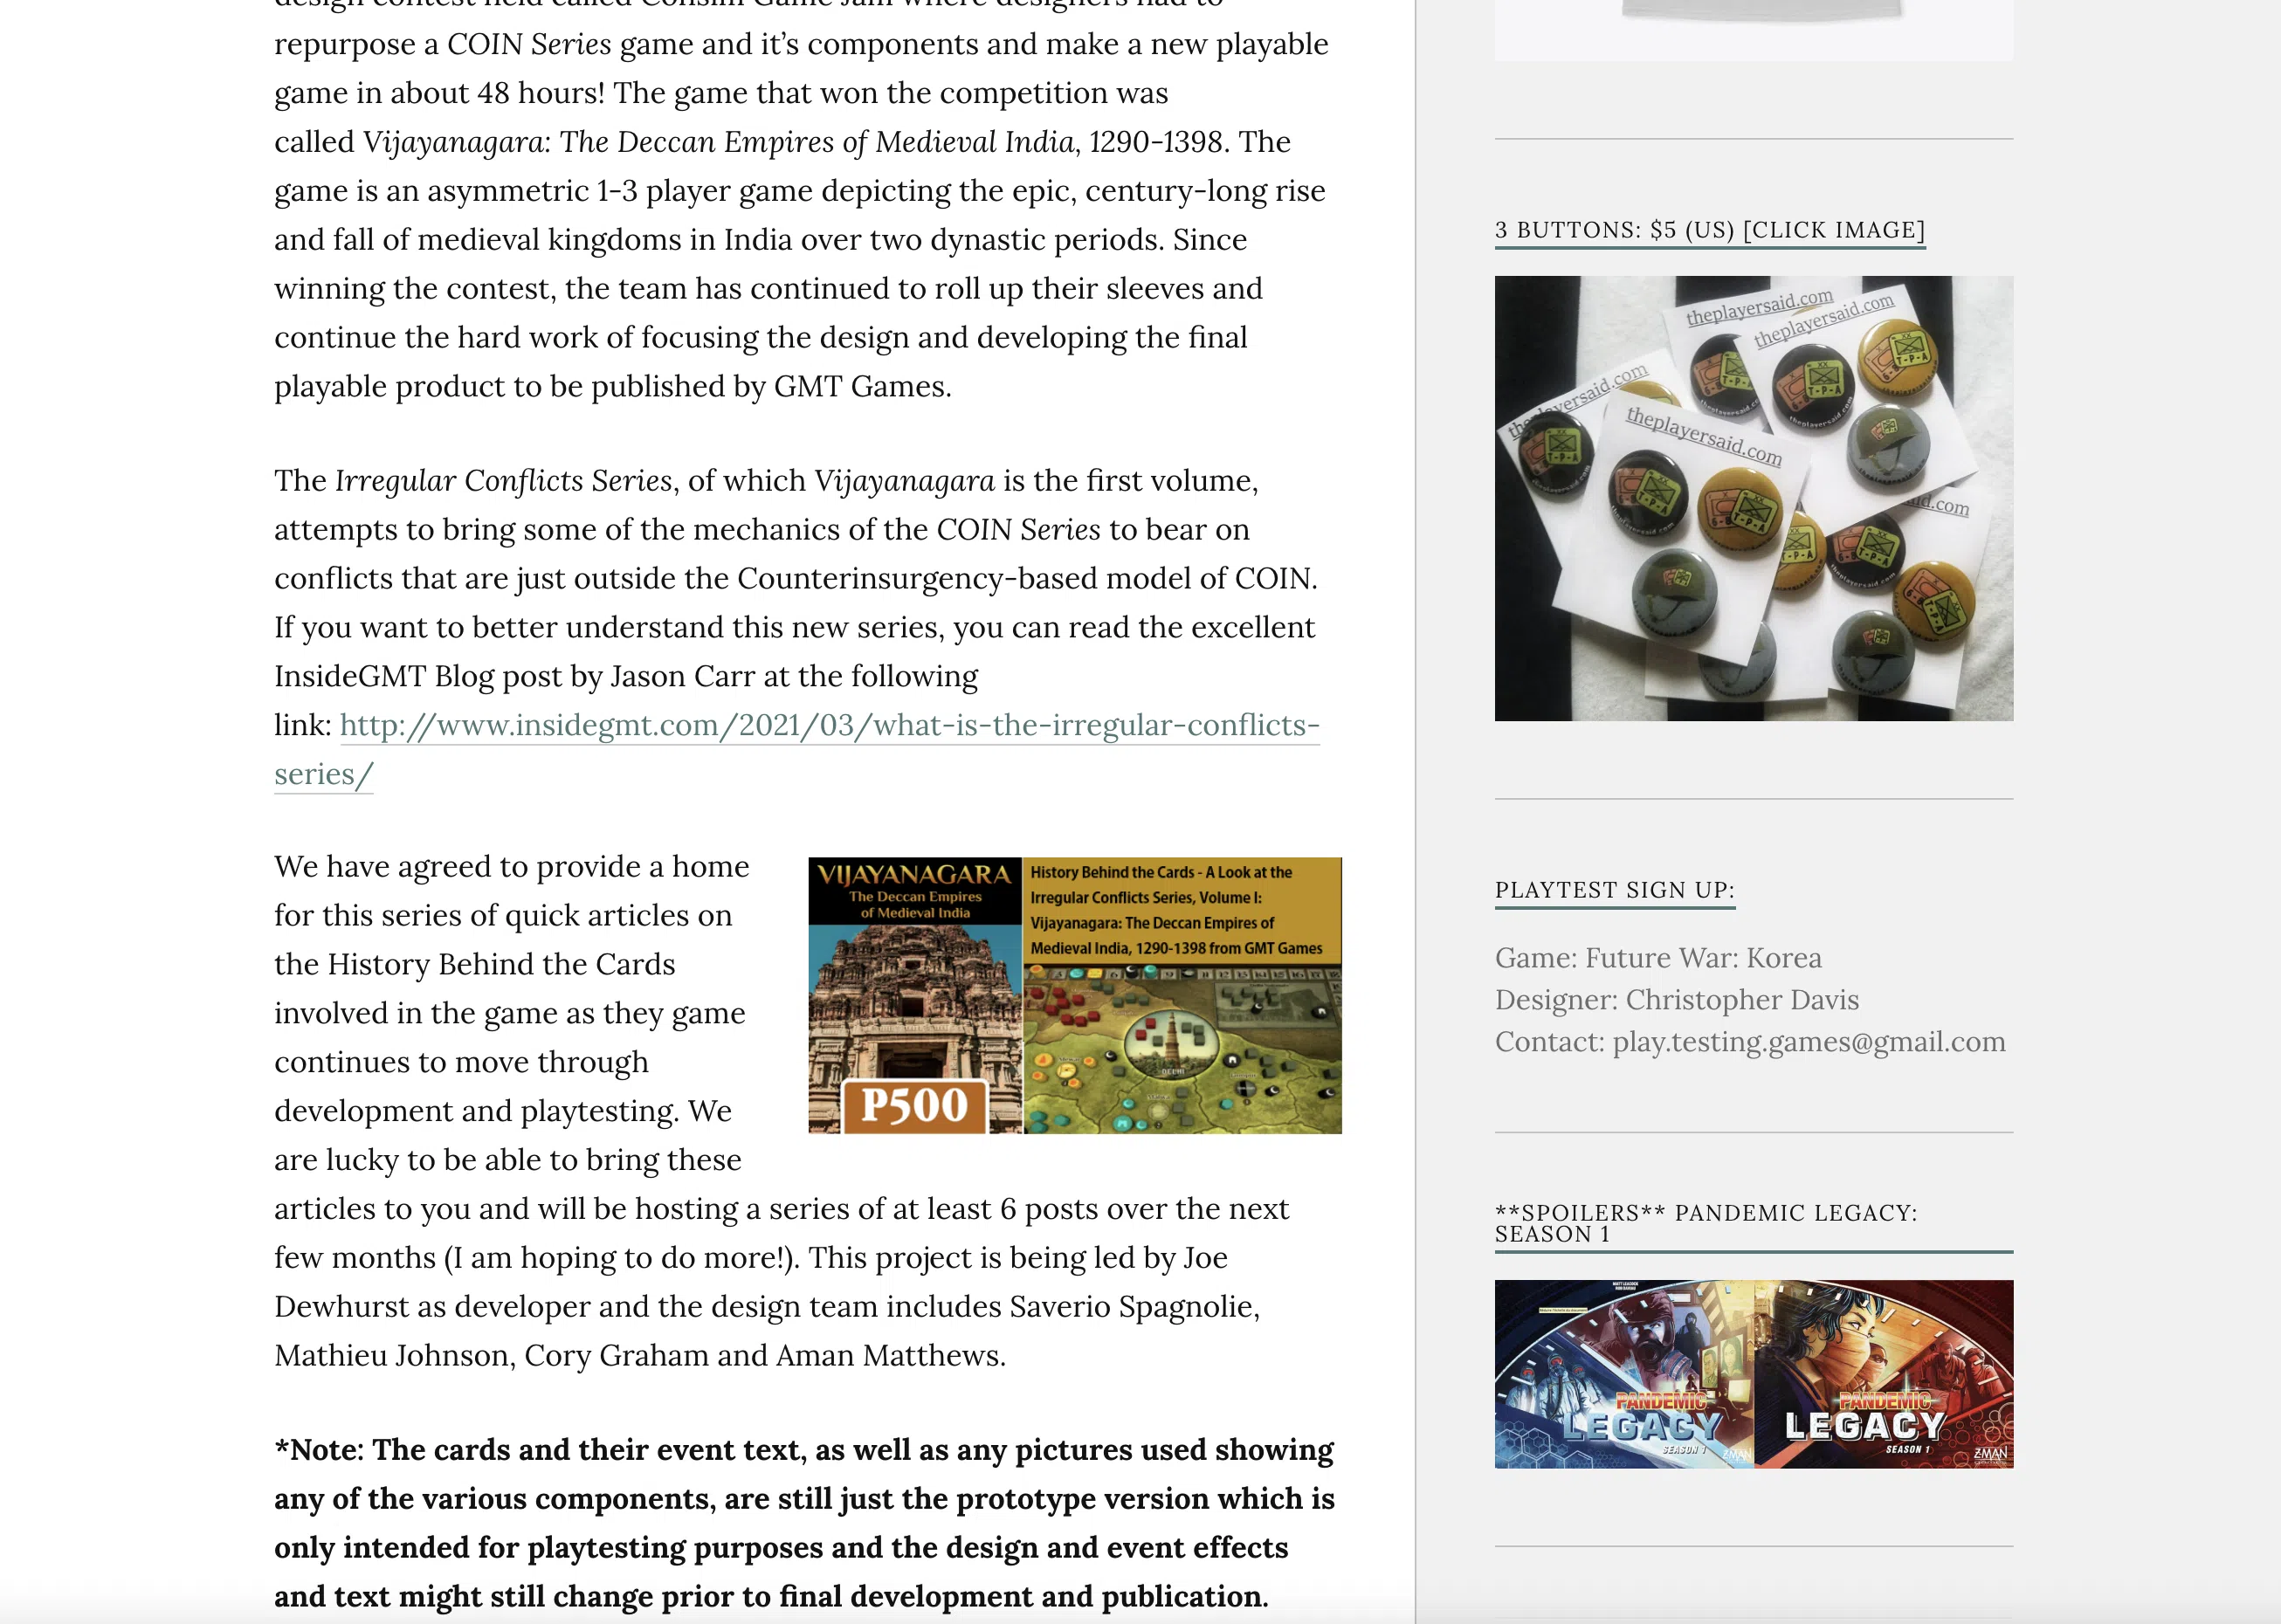 design contest held called Consim Game Jam where designers had to
repurpose a COIN Series game and it’s components and make a new playable
game in about 48 hours! The game that won the competition was
called Vijayanagara: The Deccan Empires of Medieval India, 1290-1398. The
game is an asymmetric 1-3 player game depicting the epic, century-long rise
and fall of medieval kingdoms in India over two dynastic periods. Since
winning the contest, the team has continued to roll up their sleeves and
continue the hard work of focusing the design and developing the final
playable product to be published by GMT Games.
The Irregular Conflicts Series, of which Vijayanagara is the first volume,
attempts to bring some of the mechanics of the COIN Series to bear on
conflicts that are just outside the Counterinsurgency-based model of COIN.
If you want to better understand this new series, you can read the excellent
InsideGMT Blog post by Jason Carr at the following
link: http://www.insidegmt.com/2021/03/what-is-the-irregular-conflicts-
series/
We have agreed to provide a home
for this series of quick articles on
the History Behind the Cards
involved in the game as they game
continues to move through
development and playtesting. We
are lucky to be able to bring these
articles to you and will be hosting a series of at least 6 posts over the next
few months (I am hoping to do more!). This project is being led by Joe
Dewhurst as developer and the design team includes Saverio Spagnolie,
Mathieu Johnson, Cory Graham and Aman Matthews.
VIJAYANAGARA
The Deccan Empires
of Medieval India
P500
History Behind the Cards - A Look at the
Irregular Conflicts Series, Volume I:
Vijayanagara: The Deccan Empires of
Medieval India, 1290-1398 from GMT Games
DELHI
*Note: The cards and their event text, as well as any pictures used showing
any of the various components, are still just the prototype version which is
only intended for playtesting purposes and the design and event effects
and text might still change prior to final development and publication.
3 BUTTONS: $5 (US) [CLICK IMAGE]
theplayersaid.com
theplayersaid.com
theplayersaid.com
theplayersaid.com
T-P-A
PLAYTEST SIGN UP:
Game: Future War: Korea
Designer: Christopher Davis
Contact: play.testing.games@gmail.com
**SPOILERS** PANDEMIC LEGACY:
SEASON 1
PANDEMIC
LEGACY
SEASON 1
Z-MAN
PANDEMIC
LEGACY
SEASON 1
Z-MAN